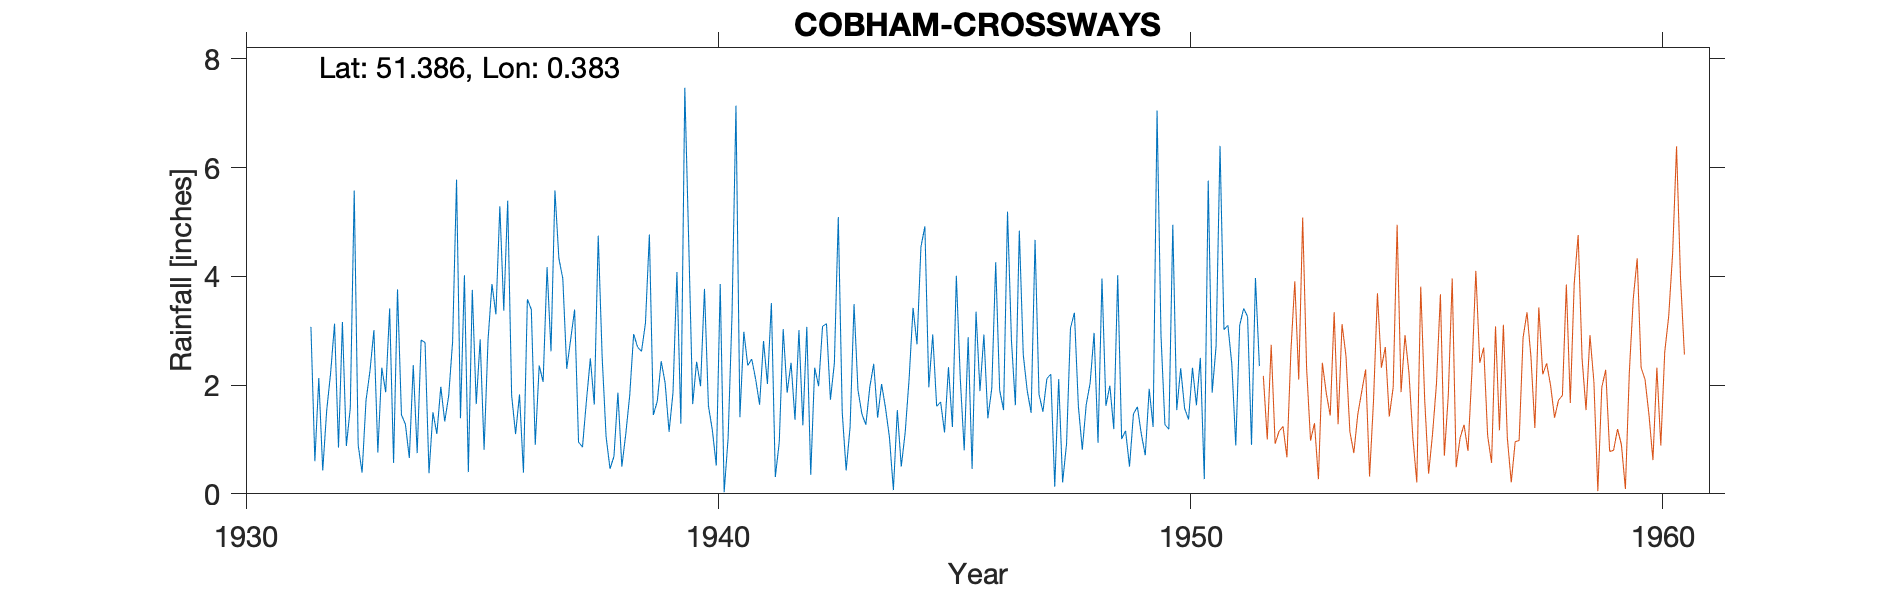 COBHAM-CROSSWAYS
Lat: 51.386, Lon: 0.383
8
6
4
2
0
Rainfall [inches]
1930 1940 1950 1960
Year